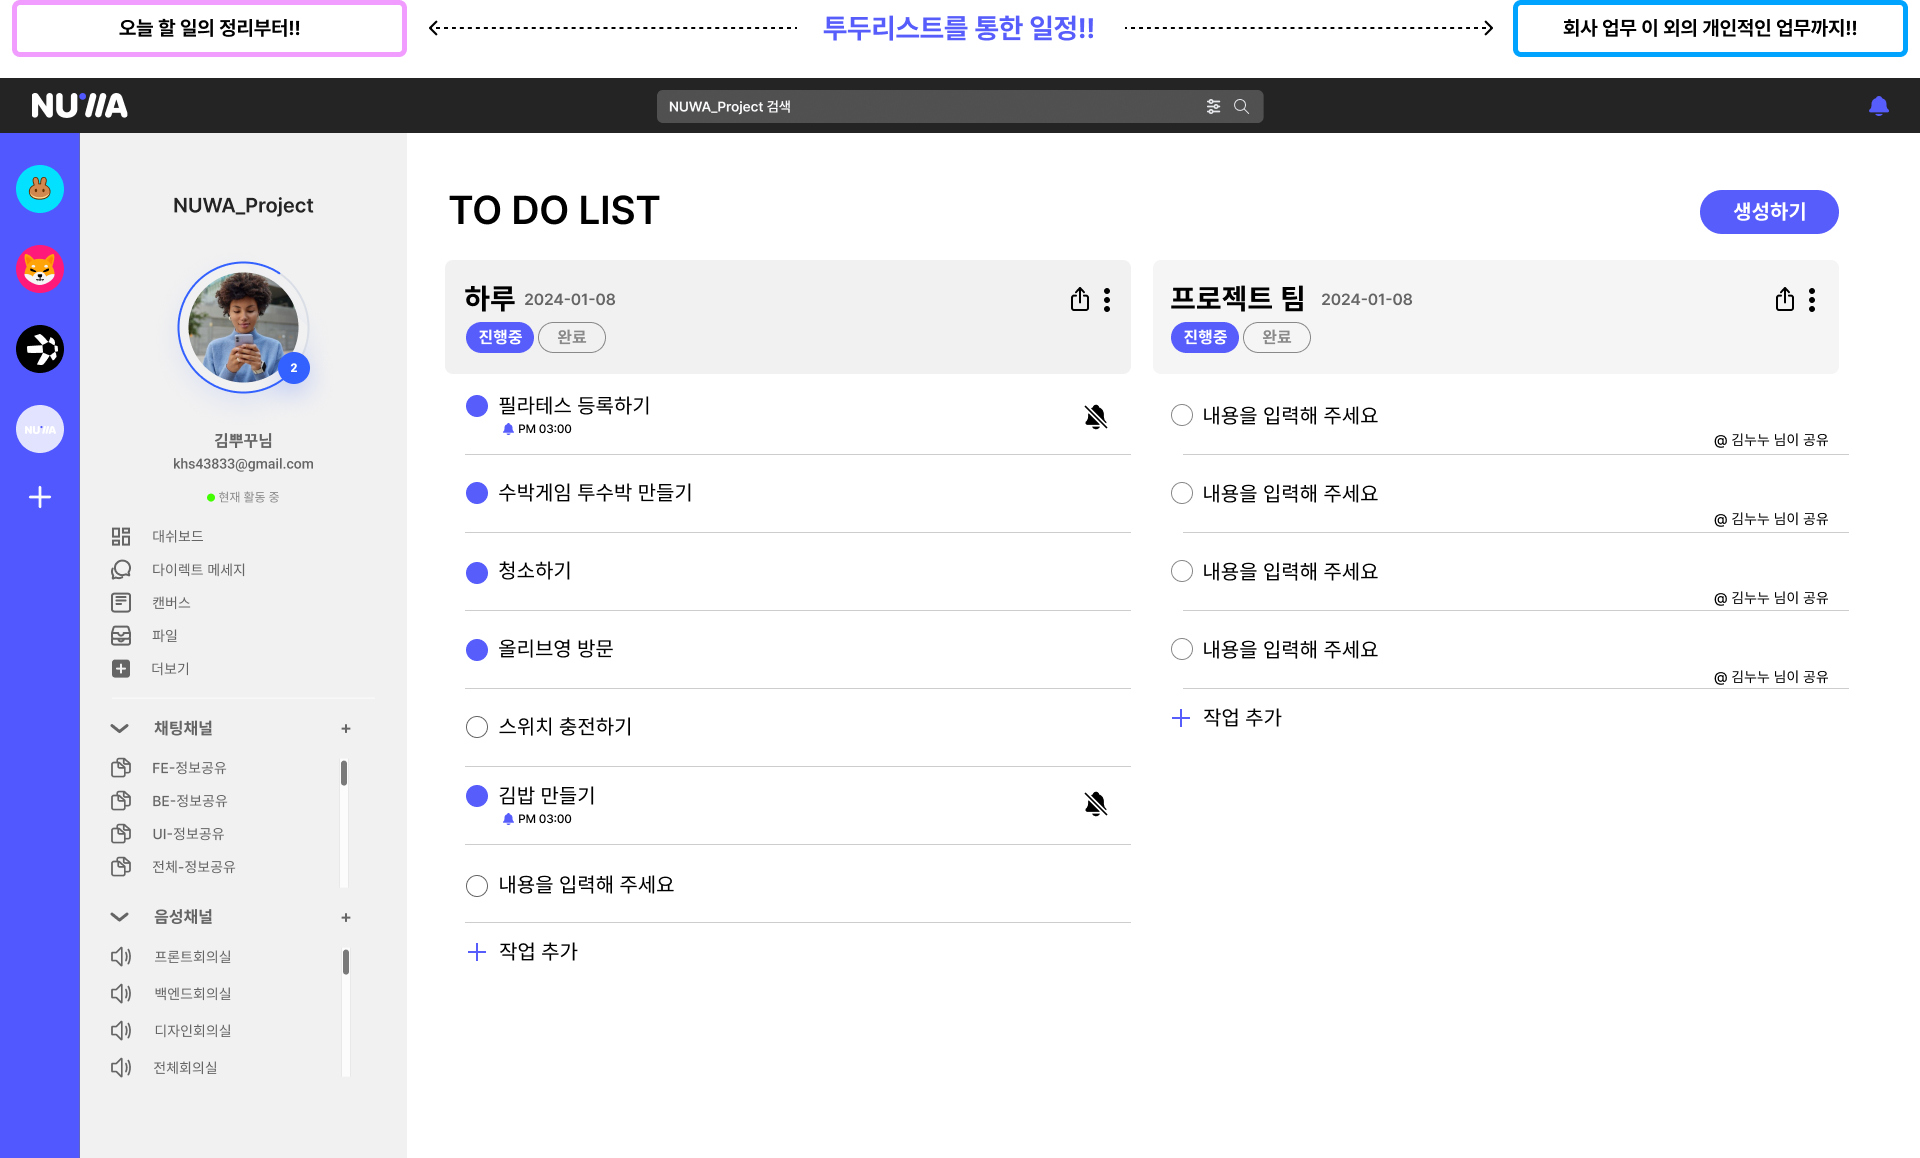 오늘 할 일의 정리부터!!
투두리스트를 통한 일정!!
회사 업무 이 외의 개인적인 업무까지!!
NUWA
NUWA_Project 검색
NUWA_Project
2
김뿌꾸님
khs43833@gmail.com
현재 활동 중
NUWA
대쉬보드
다이렉트 메세지
캔버스
파일
더보기
채팅채널 +
FE-정보공유
BE-정보공유
UI-정보공유
전체-정보공유
음성채널 +
프론트회의실
백엔드회의실
디자인회의실
전체회의실
TO DO LIST
생성하기
하루 2024-01-08
진행중 완료
필라테스 등록하기
PM 03:00
수박게임 투수박 만들기
청소하기
올리브영 방문
스위치 충전하기
김밥 만들기
PM 03:00
내용을 입력해 주세요
작업 추가
프로젝트 팀 2024-01-08
진행중 완료
내용을 입력해 주세요
@ 김누누 님이 공유
내용을 입력해 주세요
@ 김누누 님이 공유
내용을 입력해 주세요
@ 김누누 님이 공유
내용을 입력해 주세요
@ 김누누 님이 공유
작업 추가